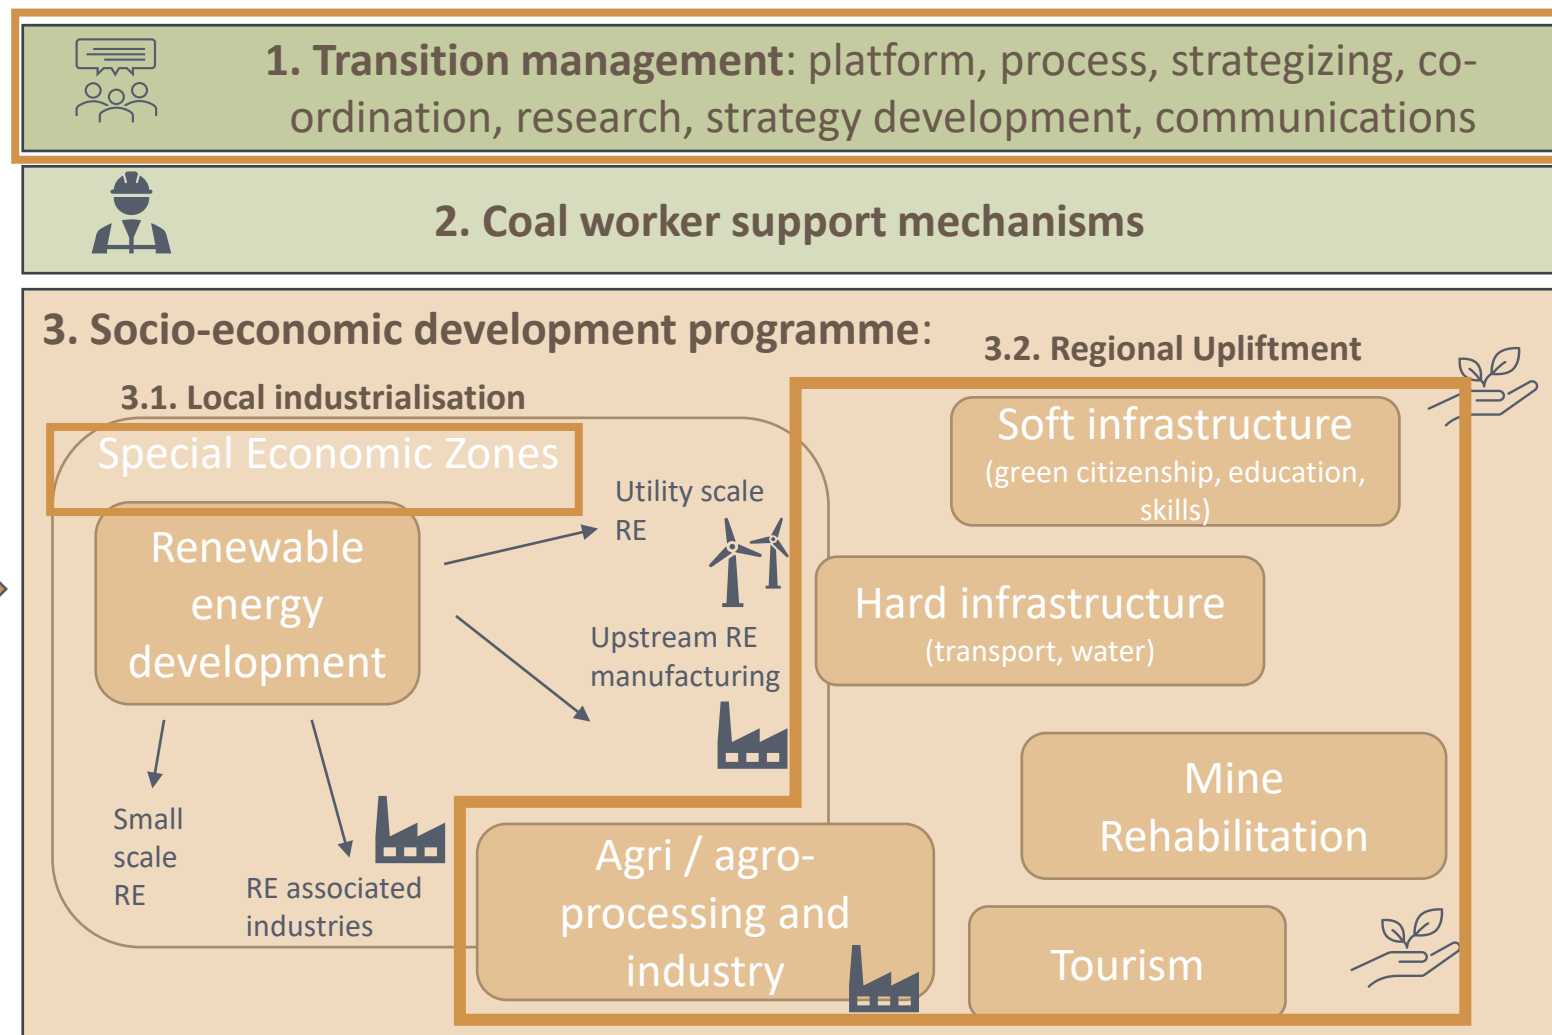 1. Transition management: platform, process, strategizing, co-
ordination, research, strategy development, communications
2. Coal worker support mechanisms
3. Socio-economic development programme:
3.1. Local industrialisation
Special Economic Zones
Renewable
energy
development
Utility scale
RE
Upstream RE
manufacturing
Small
scale
RE
RE associated
industries
3.2. Regional Upliftment
Soft infrastructure
(green citizenship, education,
skills)
Hard infrastructure
(transport, water)
Mine
Rehabilitation
Agri / agro-
processing and
industry
Tourism